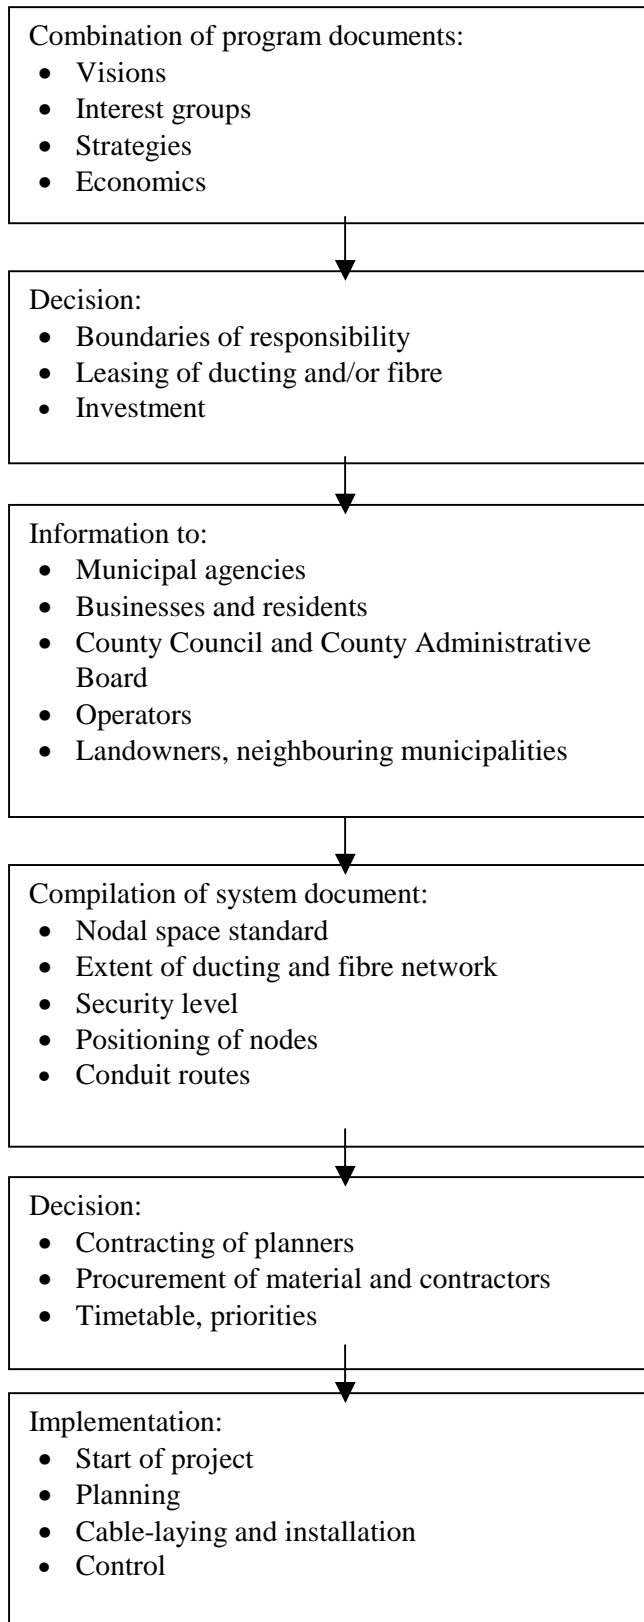 Combination of program documents:
• Visions
• Interest groups
• Strategies
• Economics
Decision:
• Boundaries of responsibility
• Leasing of ducting and/or fibre
• Investment
Information to:
• Municipal agencies
• Businesses and residents
• County Council and County Administrative
Board
• Operators
• Landowners, neighbouring municipalities
Compilation of system document:
• Nodal space standard
• Extent of ducting and fibre network
• Security level
• Positioning of nodes
• Conduit routes
Decision:
• Contracting of planners
• Procurement of material and contractors
• Timetable, priorities
Implementation:
• Start of project
• Planning
• Cable-laying and installation
• Control